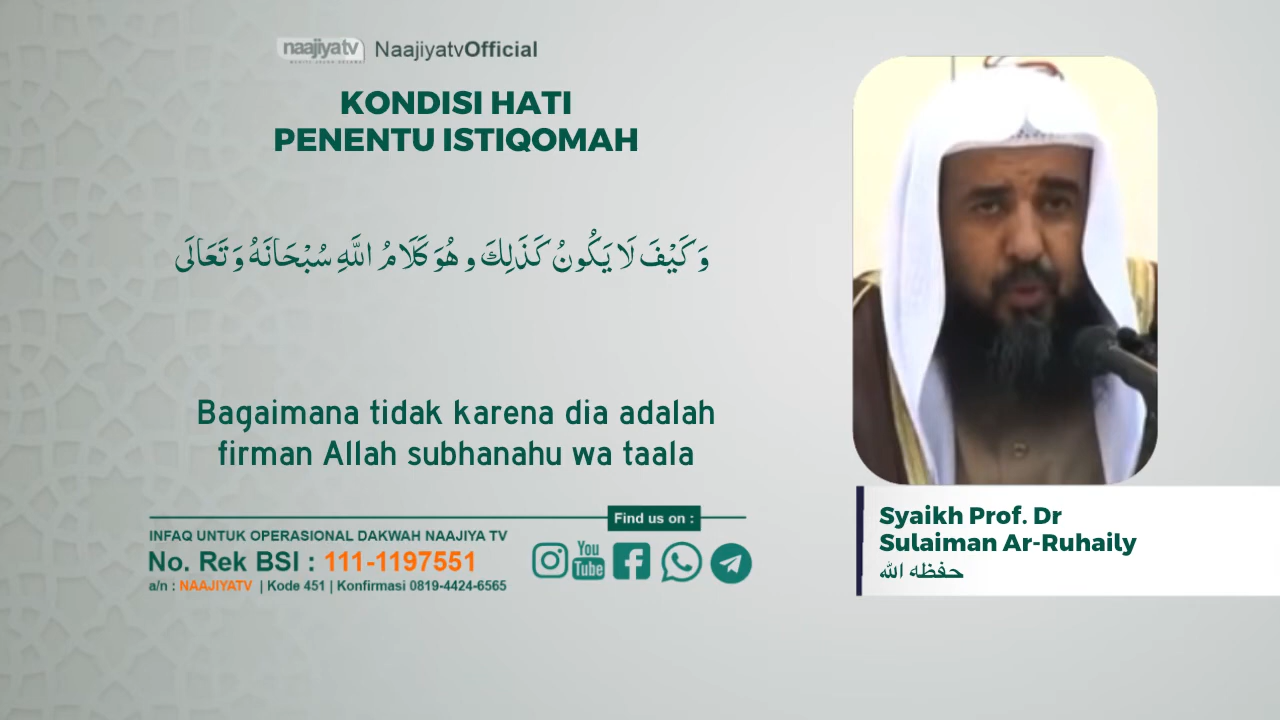 naajiyatv NaajiyatvOfficial
KONDISI HATI
PENENTU ISTIQOMAH
وَكَيْفَ لَا يَكُونُ كَذَلِكَ و هُوَ كَلَامُ اللَّهِ سُبْحَانَهُ وَ تَعَالَى
Bagaimana tidak karena dia adalah
firman Allah subhanahu wa taala
Find us on :
INFAQ UNTUK OPERASIONAL DAKWAH NAAJIYA TV
No. Rek BSI : 111-1197551
a/n : NAAJIYATV | Kode 451 | Konfirmasi 0819-4424-6565
You
Tube
Syaikh Prof. Dr
Sulaiman Ar-Ruhaily
حفظه الله